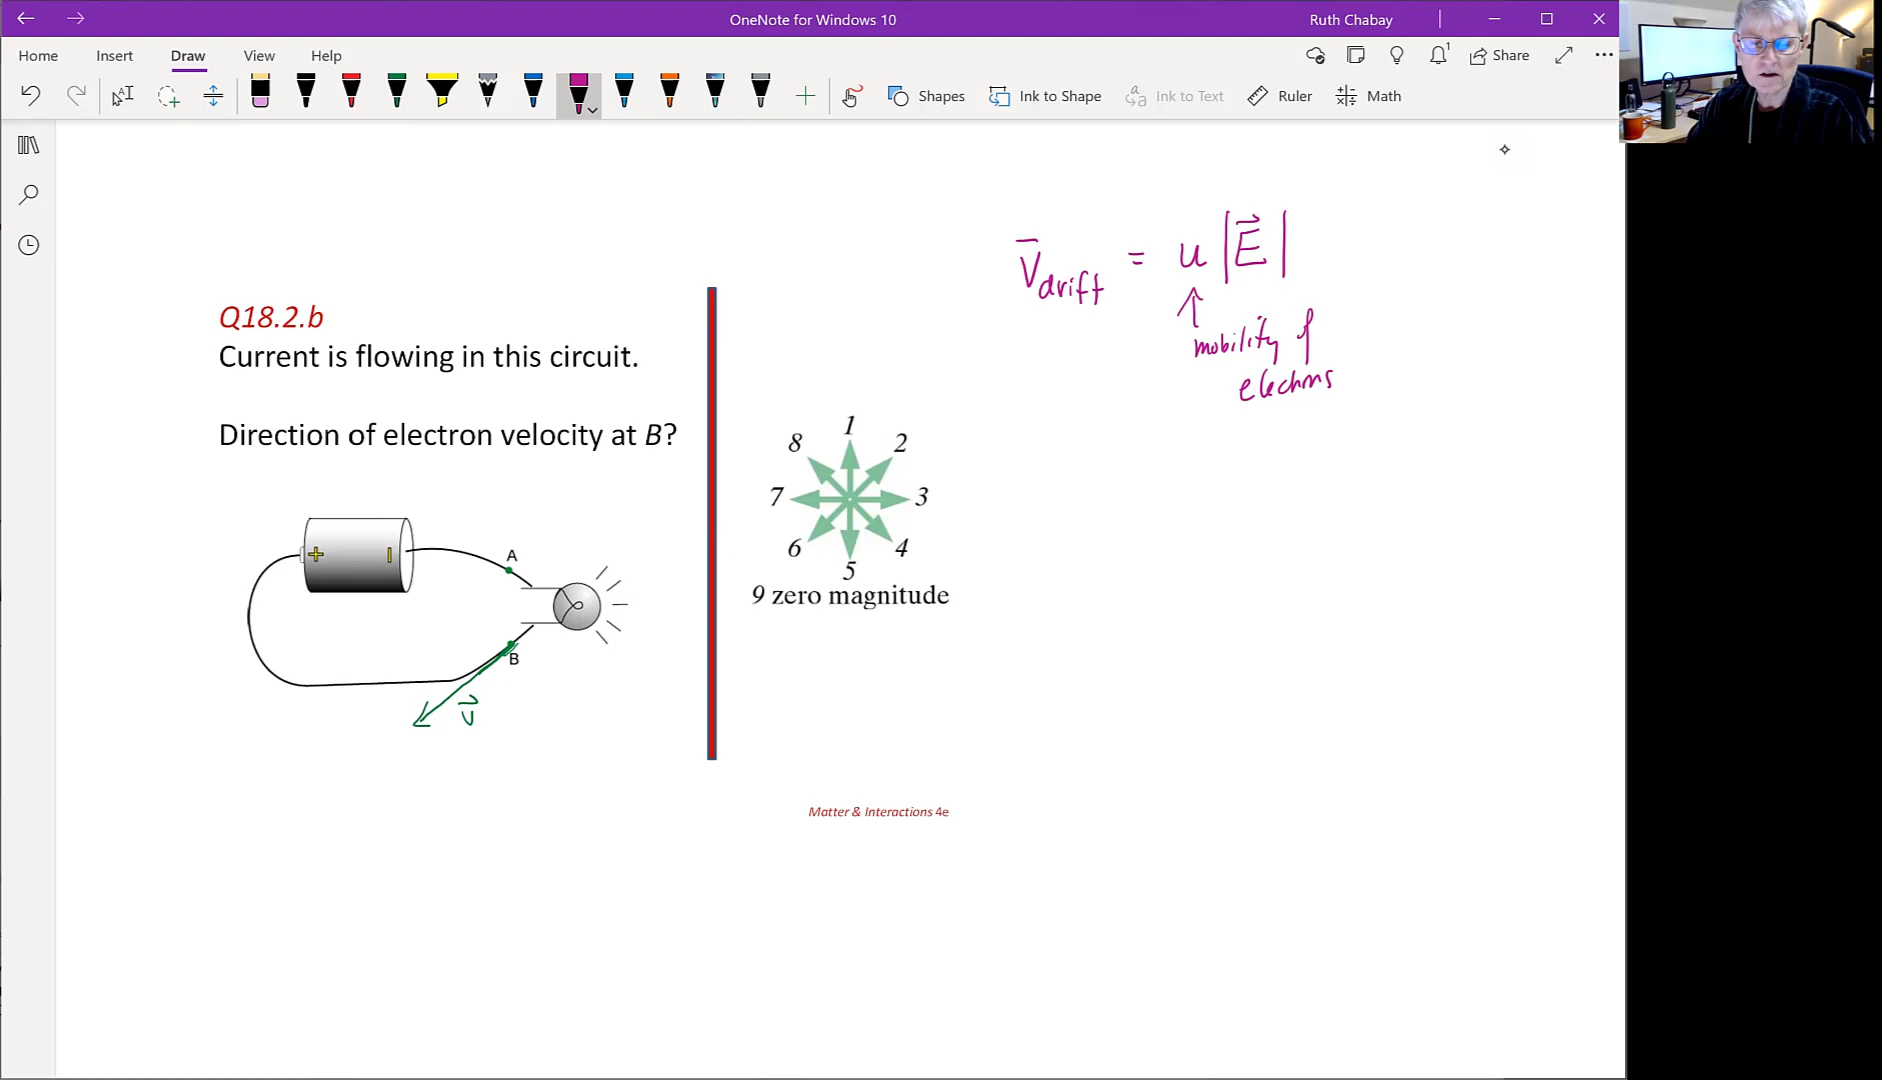 OneNote for Windows 10
Ruth Chabay
Home Insert Draw View Help
1 Share
Shapes Ink to Shape Ink to Text Ruler Math
v̄drift = u|E⃗|
↑
mobility of
electrons
Q18.2.b
Current is flowing in this circuit.
Direction of electron velocity at B?
1
8 2
7 3
6 4
5
9 zero magnitude
+ |
A
B
v⃗
Matter & Interactions 4e